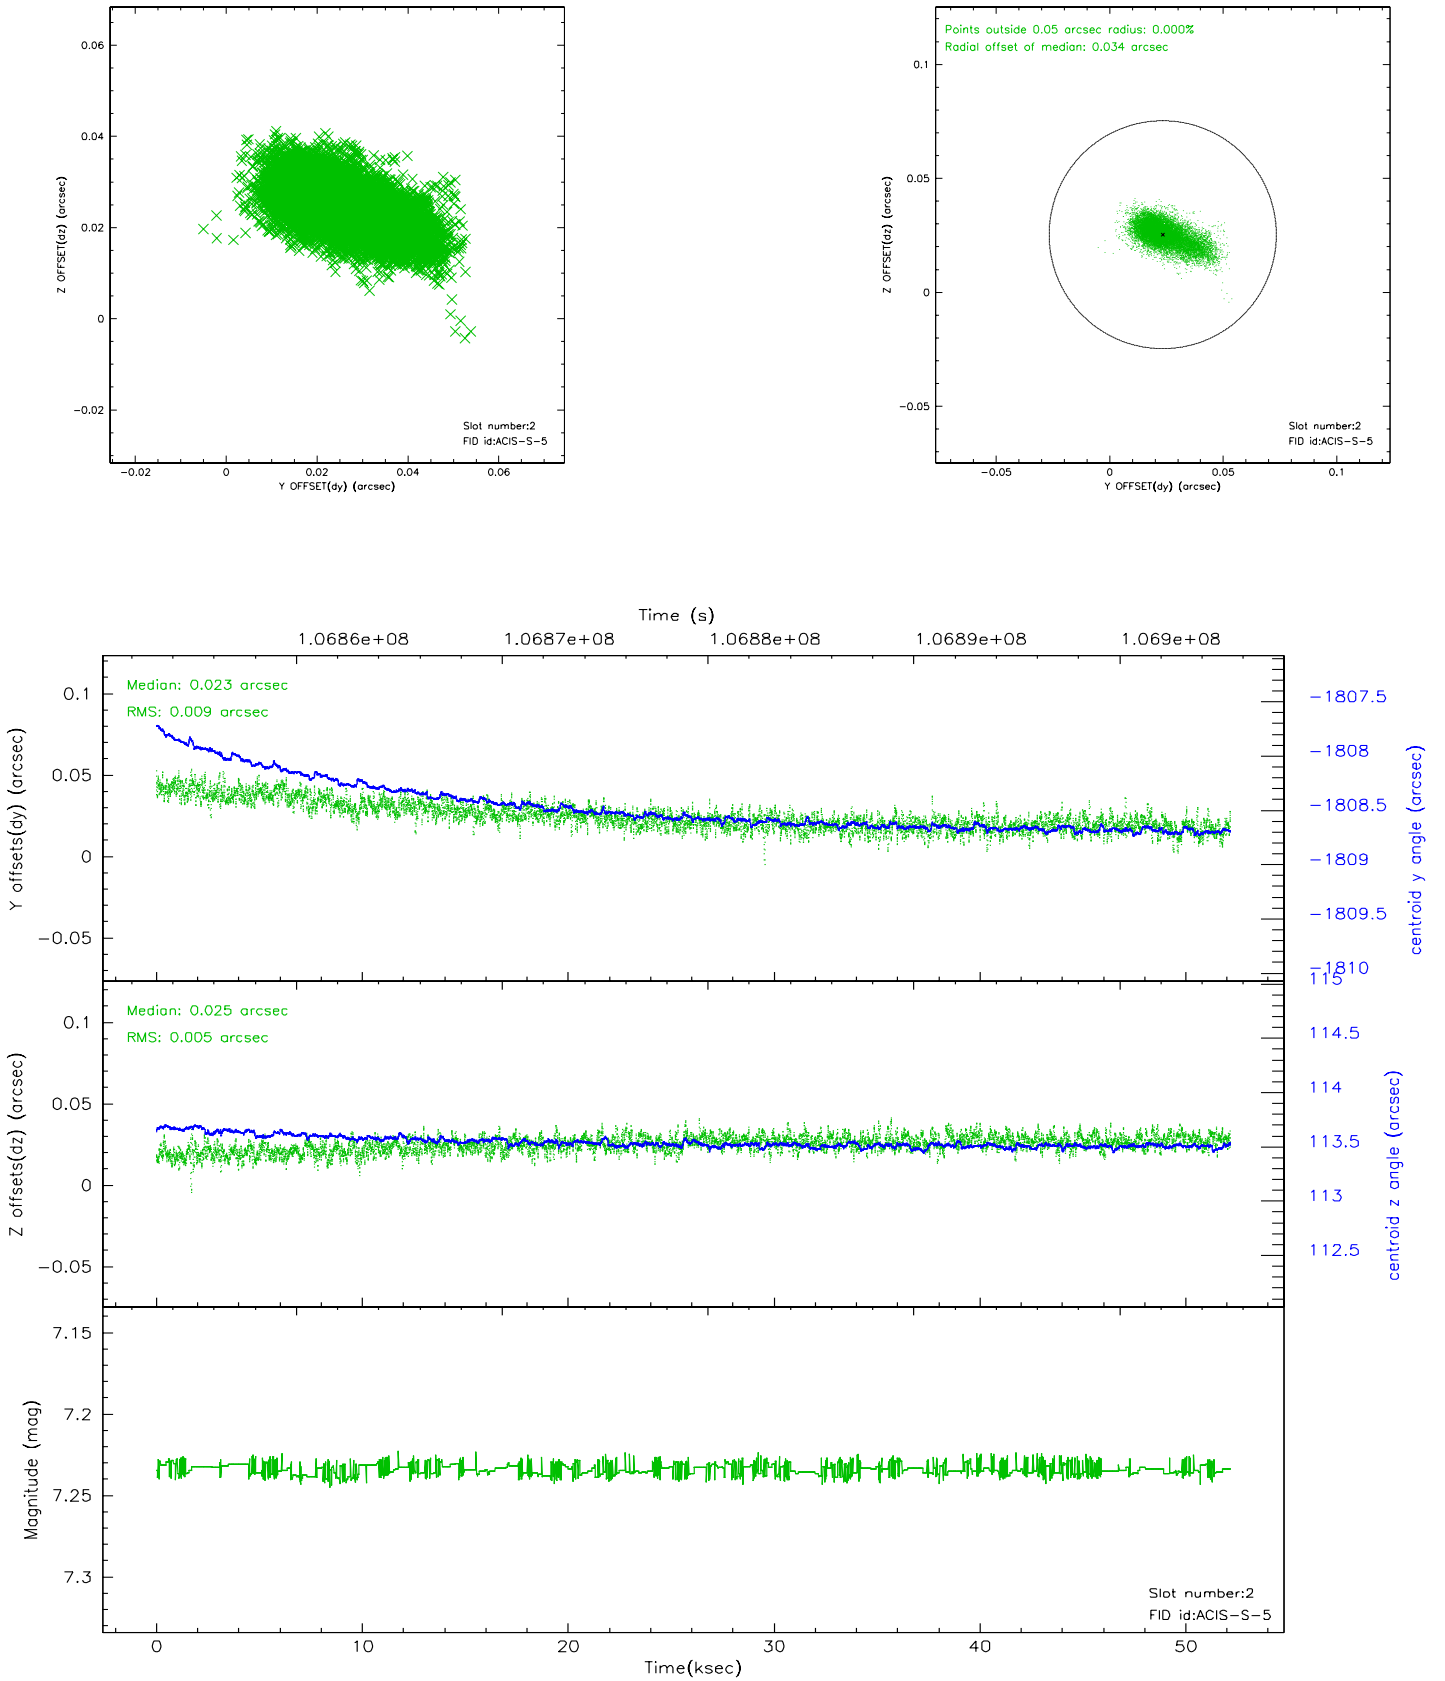 0.06
0.04
0.02
0
−0.02
Z OFFSET(dz) (arcsec)
Slot number:2
FID id:ACIS−S−5
−0.02 0 0.02 0.04 0.06
Y OFFSET(dy) (arcsec)
Points outside 0.05 arcsec radius: 0.000%
Radial offset of median: 0.034 arcsec
0.1
0.05
0
−0.05
Z OFFSET(dz) (arcsec)
Slot number:2
FID id:ACIS−S−5
−0.05 0 0.05 0.1
Y OFFSET(dy) (arcsec)
Time (s)
1.0686e+08 1.0687e+08 1.0688e+08 1.0689e+08 1.069e+08
Median: 0.023 arcsec
RMS: 0.009 arcsec
0.1
0.05
0
−0.05
Y offsets(dy) (arcsec)
−1807.5
−1808
−1808.5
−1809
−1809.5
−1810
centroid y angle (arcsec)
Median: 0.025 arcsec
RMS: 0.005 arcsec
0.1
0.05
0
−0.05
Z offsets(dz) (arcsec)
115
114.5
114
113.5
113
112.5
centroid z angle (arcsec)
7.15
7.2
7.25
7.3
Magnitude (mag)
Slot number:2
FID id:ACIS−S−5
0 10 20 30 40 50
Time(ksec)